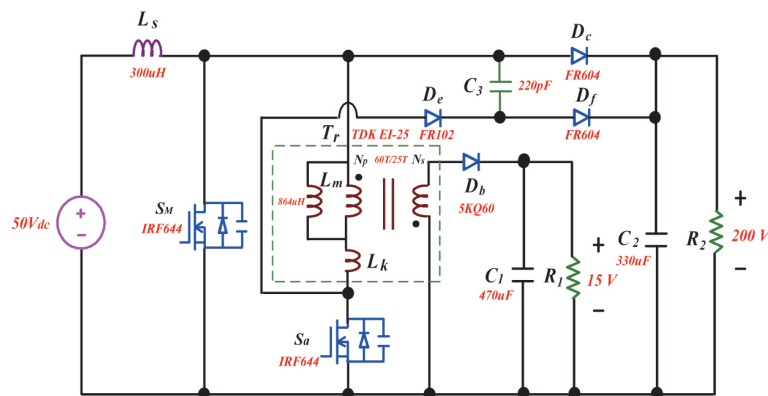 Ls
300uH
Dc
FR604
C3
220pF
De
FR102
Df
FR604
Tr
TDK EI-25
Np
60T/25T
Ns
Lm
864uH
Db
5KQ60
50Vdc
SM
IRF644
Lk
C1
470uF
R1
+
15 V
–
C2
330uF
R2
+
200 V
–
Sa
IRF644